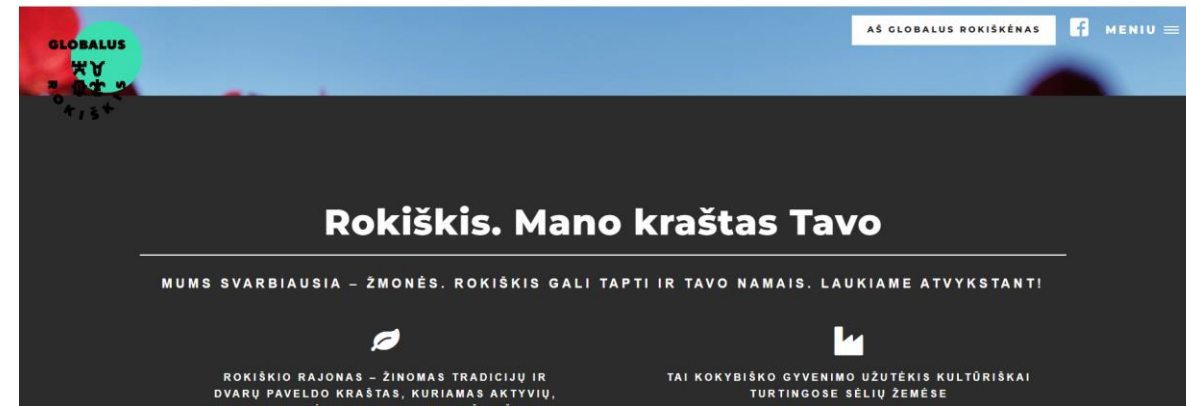 AŠ GLOBALUS ROKIŠKĖNAS
MENIU
GLOBALUS
ROKIŠKIS
Rokiškis. Mano kraštas Tavo
MUMS SVARBIAUSIA – ŽMONĖS. ROKIŠKIS GALI TAPTI IR TAVO NAMAIS. LAUKIAME ATVYKSTANT!
ROKIŠKIO RAJONAS – ŽINOMAS TRADICIJŲ IR
DVARŲ PAVELDO KRAŠTAS, KURIAMAS AKTYVIŲ,
TAI KOKYBIŠKO GYVENIMO UŽUTĖKIS KULTŪRIŠKAI
TURTINGOSE SĖLIŲ ŽEMĖSE